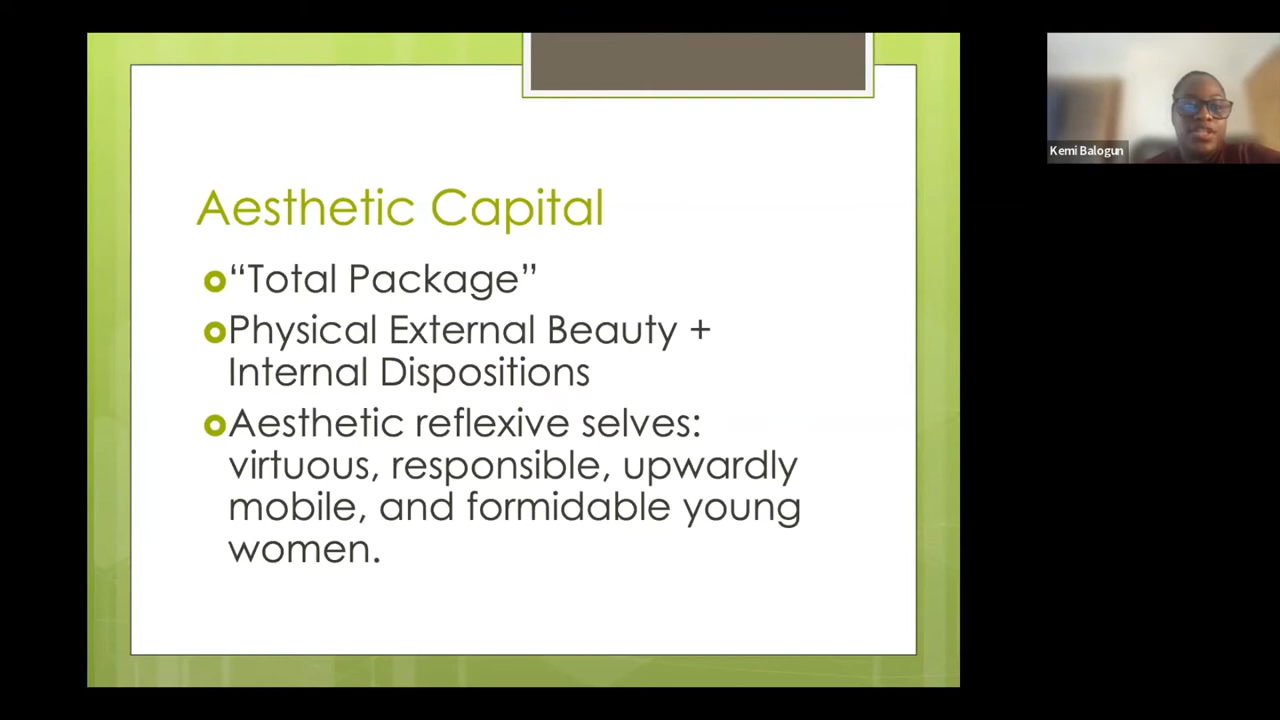 Aesthetic Capital
“Total Package”
Physical External Beauty +
Internal Dispositions
Aesthetic reflexive selves:
virtuous, responsible, upwardly
mobile, and formidable young
women.
Kemi Balogun